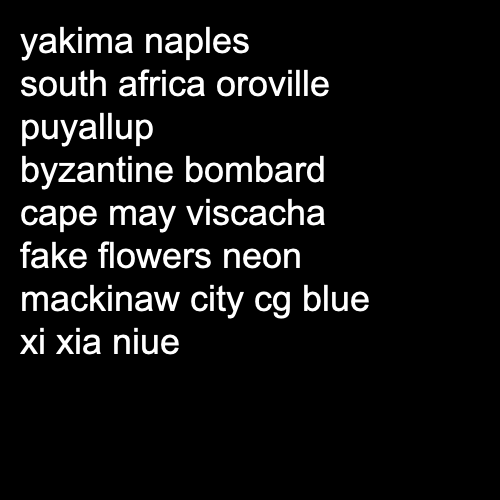 yakima naples
south africa oroville
puyallup
byzantine bombard
cape may viscacha
fake flowers neon
mackinaw city cg blue
xi xia niue